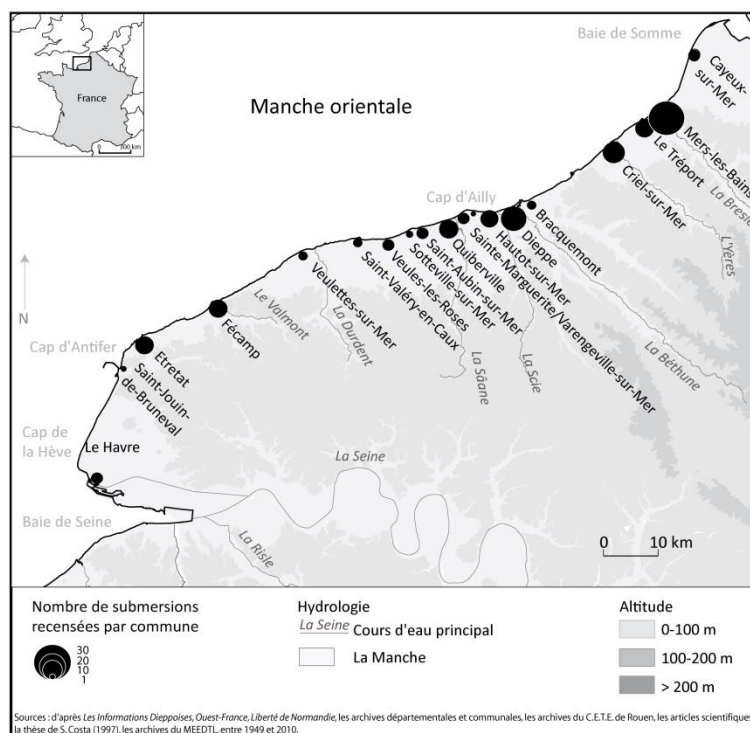 Baie de Somme
Cayeux-
sur-Mer
France
0 300 km
Manche orientale
Mers-les-Bains
Le Tréport
La Bresle
Criel-sur-Mer
L'Yères
Cap d'Ailly
Bracquemont
Dieppe
Hautot-sur-Mer
Sainte-Marguerite/Varengeville-sur-Mer
Quiberville
Saint-Aubin-sur-Mer
Sotteville-sur-Mer
Veules-les-Roses
Saint-Valéry-en-Caux
Veulettes-sur-Mer
La Béthune
La Scie
La Sâane
La Durdent
Le Valmont
Fécamp
N
Cap d'Antifer
Etretat
Saint-Jouin-
de-Bruneval
Cap de
la Hève
Le Havre
La Seine
Baie de Seine
La Risle
0 10 km
Nombre de submersions
recensées par commune
30
20
10
1
Hydrologie
La Seine Cours d'eau principal
La Manche
Altitude
0-100 m
100-200 m
> 200 m
Sources : d'après Les Informations Dieppoises, Ouest-France, Liberté de Normandie, les archives départementales et communales, les archives du C.E.T.E. de Rouen, les articles scientifiques
la thèse de S. Costa (1997), les archives du MEEDTL, entre 1949 et 2010.